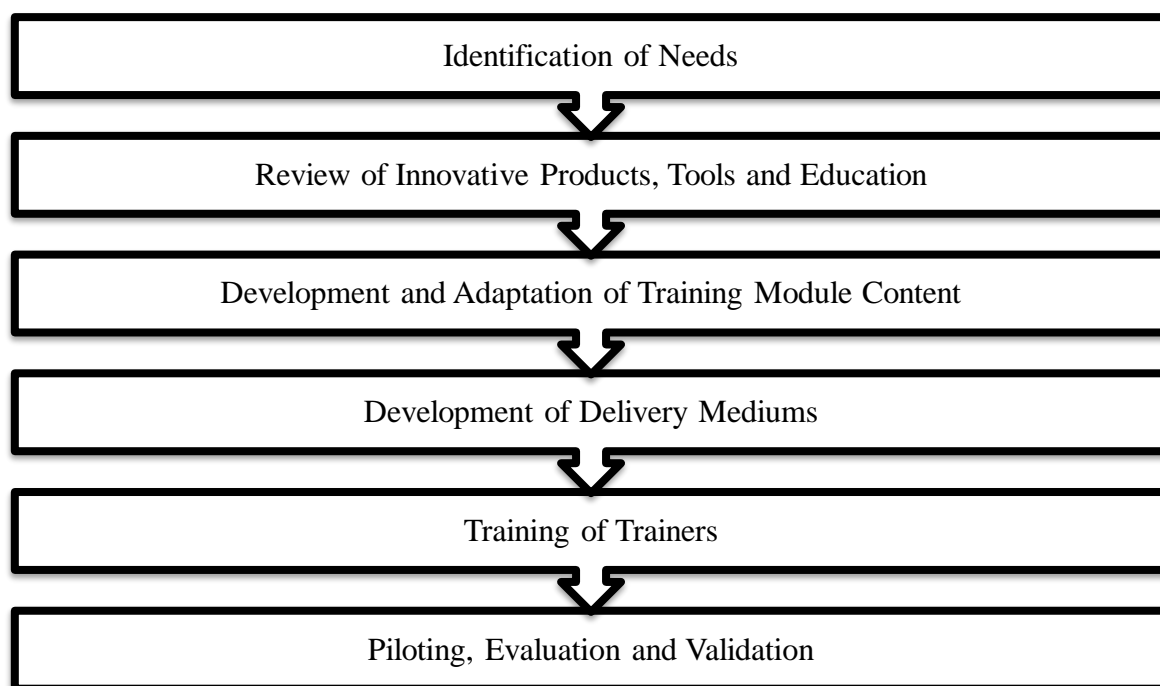 Identification of Needs
Review of Innovative Products, Tools and Education
Development and Adaptation of Training Module Content
Development of Delivery Mediums
Training of Trainers
Piloting, Evaluation and Validation